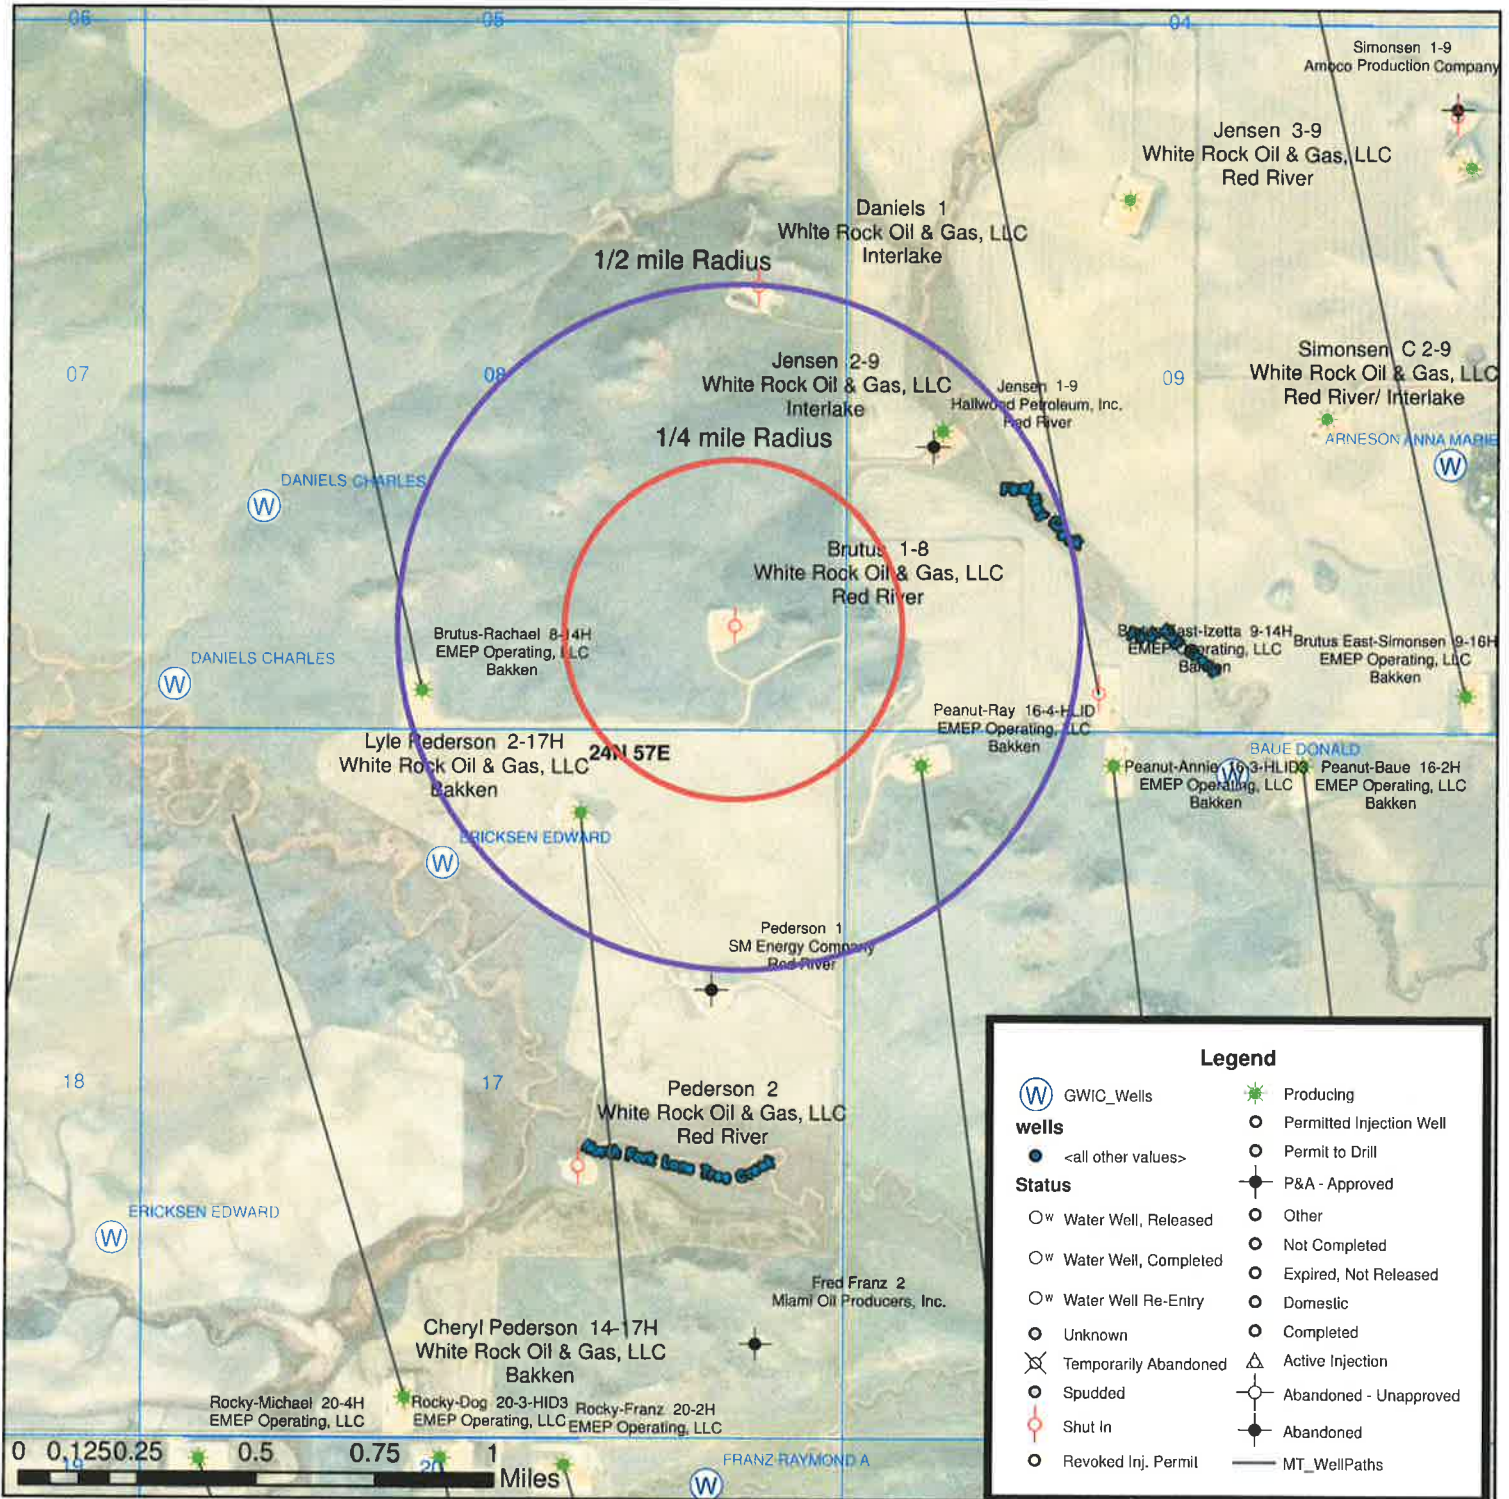 06
05
04
Simonsen 1-9
Amoco Production Company
Jensen 3-9
White Rock Oil & Gas, LLC
Red River
Daniels 1
White Rock Oil & Gas, LLC
Interlake
1/2 mile Radius
07
08
09
Jensen 2-9
White Rock Oil & Gas, LLC
Interlake
Jensen 1-9
Hallwood Petroleum, Inc.
Red River
Simonsen C 2-9
White Rock Oil & Gas, LLC
Red River/ Interlake
1/4 mile Radius
ARNESON ANNA MARIE
W
DANIELS CHARLES
W
Brutus 1-8
White Rock Oil & Gas, LLC
Red River
Brutus-Rachael 8-14H
EMEP Operating, LLC
Bakken
East-Izetta 9-14H
EMEP Operating, LLC
Bakken
Brutus East-Simonsen 9-16H
EMEP Operating, LLC
Bakken
DANIELS CHARLES
W
Peanut-Ray 16-4-HLID
EMEP Operating, LLC
Bakken
Lyle Pederson 2-17H
White Rock Oil & Gas, LLC
Bakken
24N 57E
BAUE DONALD
W
Peanut-Annie 16-3-HLID3
EMEP Operating, LLC
Bakken
Peanut-Baue 16-2H
EMEP Operating, LLC
Bakken
ERICKSEN EDWARD
W
Pederson 1
SM Energy Company
Red River
18
17
Pederson 2
White Rock Oil & Gas, LLC
Red River
North Fork Lone Tree Creek
ERICKSEN EDWARD
W
Fred Franz 2
Miami Oil Producers, Inc.
Cheryl Pederson 14-17H
White Rock Oil & Gas, LLC
Bakken
Rocky-Michael 20-4H
EMEP Operating, LLC
Rocky-Dog 20-3-HID3
EMEP Operating, LLC
Rocky-Franz 20-2H
EMEP Operating, LLC
19
20
FRANZ RAYMOND A
W
0 0.125 0.25 0.5 0.75 1
Miles
Legend
W GWIC_Wells
wells
<all other values>
Status
W Water Well, Released
W Water Well, Completed
W Water Well Re-Entry
Unknown
Temporarily Abandoned
Spudded
Shut In
Revoked Inj. Permit
Producing
Permitted Injection Well
Permit to Drill
P&A - Approved
Other
Not Completed
Expired, Not Released
Domestic
Completed
Active Injection
Abandoned - Unapproved
Abandoned
MT_WellPaths